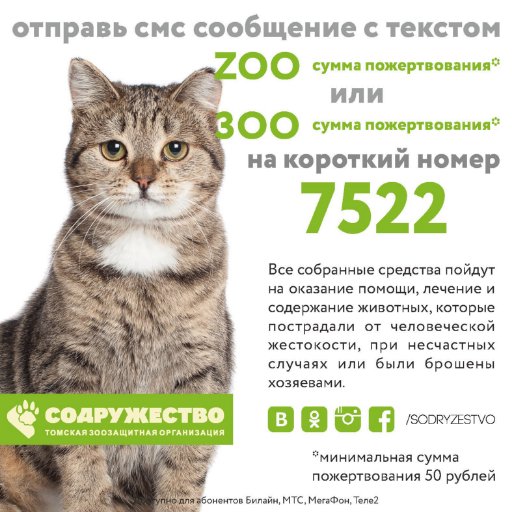 отправь смс сообщение с текстом
ZOO сумма пожертвования*
или
ЗОО сумма пожертвования*
на короткий номер
7522
Все собранные средства пойдут
на оказание помощи, лечение и
содержание животных, которые
пострадали от человеческой
жестокости, при несчастных
случаях или были брошены
хозяевами.
СОДРУЖЕСТВО
ТОМСКАЯ ЗООЗАЩИТНАЯ ОРГАНИЗАЦИЯ
/SODRYZESTVO
*минимальная сумма
пожертвования 50 рублей
для абонентов Билайн, МТС, МегаФон, Теле2